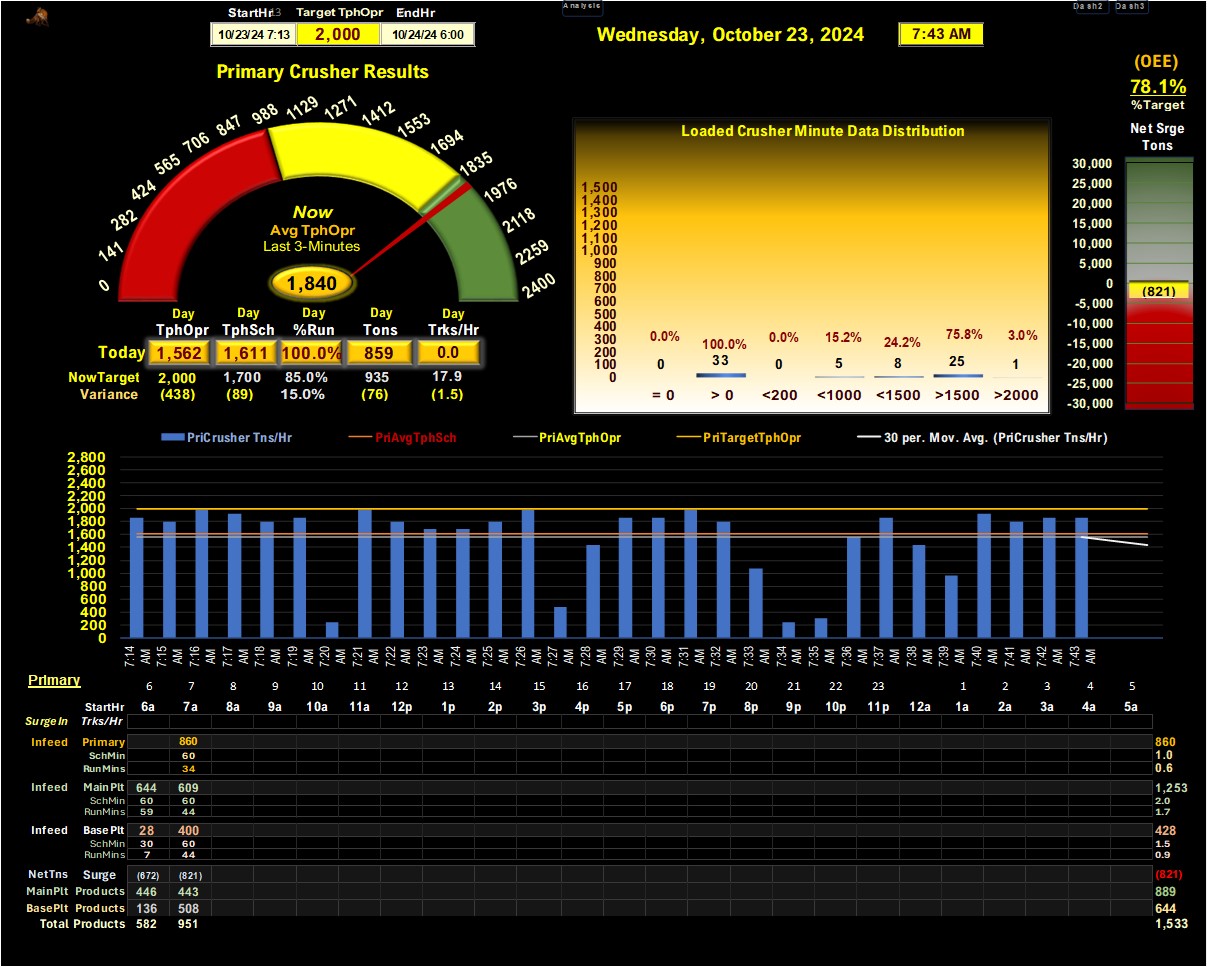 Analysis
Dash2 Dash3
StartHr 13 Target TphOpr EndHr
10/23/24 7:13 2,000 10/24/24 6:00
Wednesday, October 23, 2024
7:43 AM
(OEE)
78.1%
%Target
Primary Crusher Results
0 141 282 424 565 706 847 988 1129 1271 1412 1553 1694 1835 1976 2118 2259 2400
Now
Avg TphOpr
Last 3-Minutes
1,840
Day Day Day Day Day
TphOpr TphSch %Run Tons Trks/Hr
Today 1,562 1,611 100.0% 859 0.0
NowTarget 2,000 1,700 85.0% 935 17.9
Variance (438) (89) 15.0% (76) (1.5)
Loaded Crusher Minute Data Distribution
1,500
1,400
1,300
1,200
1,100
1,000
900
800
700
600
500
400
300
200
100
0
0.0% 100.0% 0.0% 15.2% 24.2% 75.8% 3.0%
0 33 0 5 8 25 1
= 0 > 0 <200 <1000 <1500 >1500 >2000
Net Srge
Tons
30,000
25,000
20,000
15,000
10,000
5,000
0
(821)
-5,000
-10,000
-15,000
-20,000
-25,000
-30,000
PriCrusher Tns/Hr PriAvgTphSch PriAvgTphOpr PriTargetTphOpr 30 per. Mov. Avg. (PriCrusher Tns/Hr)
2,800
2,600
2,400
2,200
2,000
1,800
1,600
1,400
1,200
1,000
800
600
400
200
0
7:14 AM 7:15 AM 7:16 AM 7:17 AM 7:18 AM 7:19 AM 7:20 AM 7:21 AM 7:22 AM 7:23 AM 7:24 AM 7:25 AM 7:26 AM 7:27 AM 7:28 AM 7:29 AM 7:30 AM 7:31 AM 7:32 AM 7:33 AM 7:34 AM 7:35 AM 7:36 AM 7:37 AM 7:38 AM 7:39 AM 7:40 AM 7:41 AM 7:42 AM 7:43 AM
Primary
6 7 8 9 10 11 12 13 14 15 16 17 18 19 20 21 22 23 1 2 3 4 5
StartHr 6a 7a 8a 9a 10a 11a 12p 1p 2p 3p 4p 5p 6p 7p 8p 9p 10p 11p 12a 1a 2a 3a 4a 5a
SurgeIn Trks/Hr
Infeed Primary 860 860
SchMin 60 1.0
RunMins 34 0.6
Infeed Main Plt 644 609 1,253
SchMin 60 60 2.0
RunMins 59 44 1.7
Infeed Base Plt 28 400 428
SchMin 30 60 1.5
RunMins 7 44 0.9
NetTns Surge (672) (821) (821)
MainPlt Products 446 443 889
BasePlt Products 136 508 644
Total Products 582 951 1,533